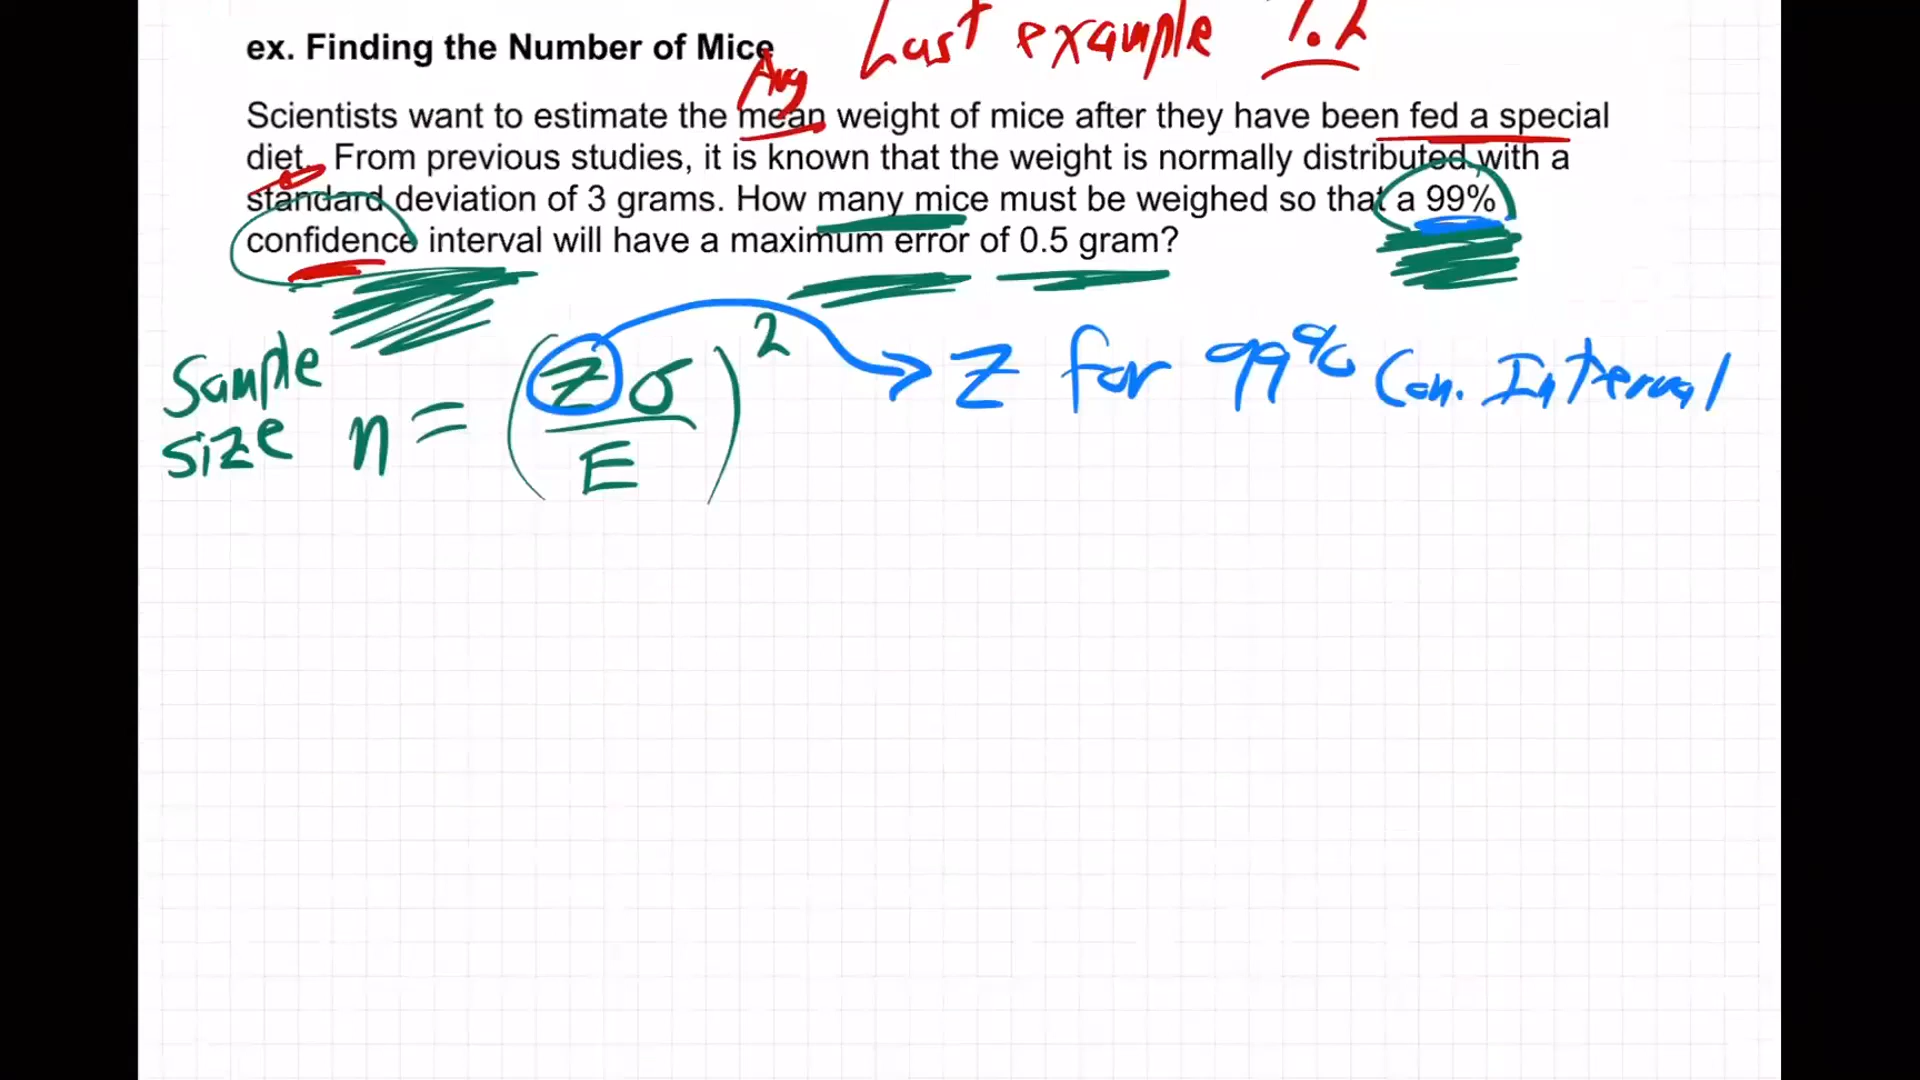 ex. Finding the Number of Mice
Last example 7.2
Avg
Scientists want to estimate the mean weight of mice after they have been fed a special
diet. From previous studies, it is known that the weight is normally distributed with a
standard deviation of 3 grams. How many mice must be weighed so that a 99%
confidence interval will have a maximum error of 0.5 gram?
Sample
size n = (zσ/E)²
Z for 99% Con. Interval